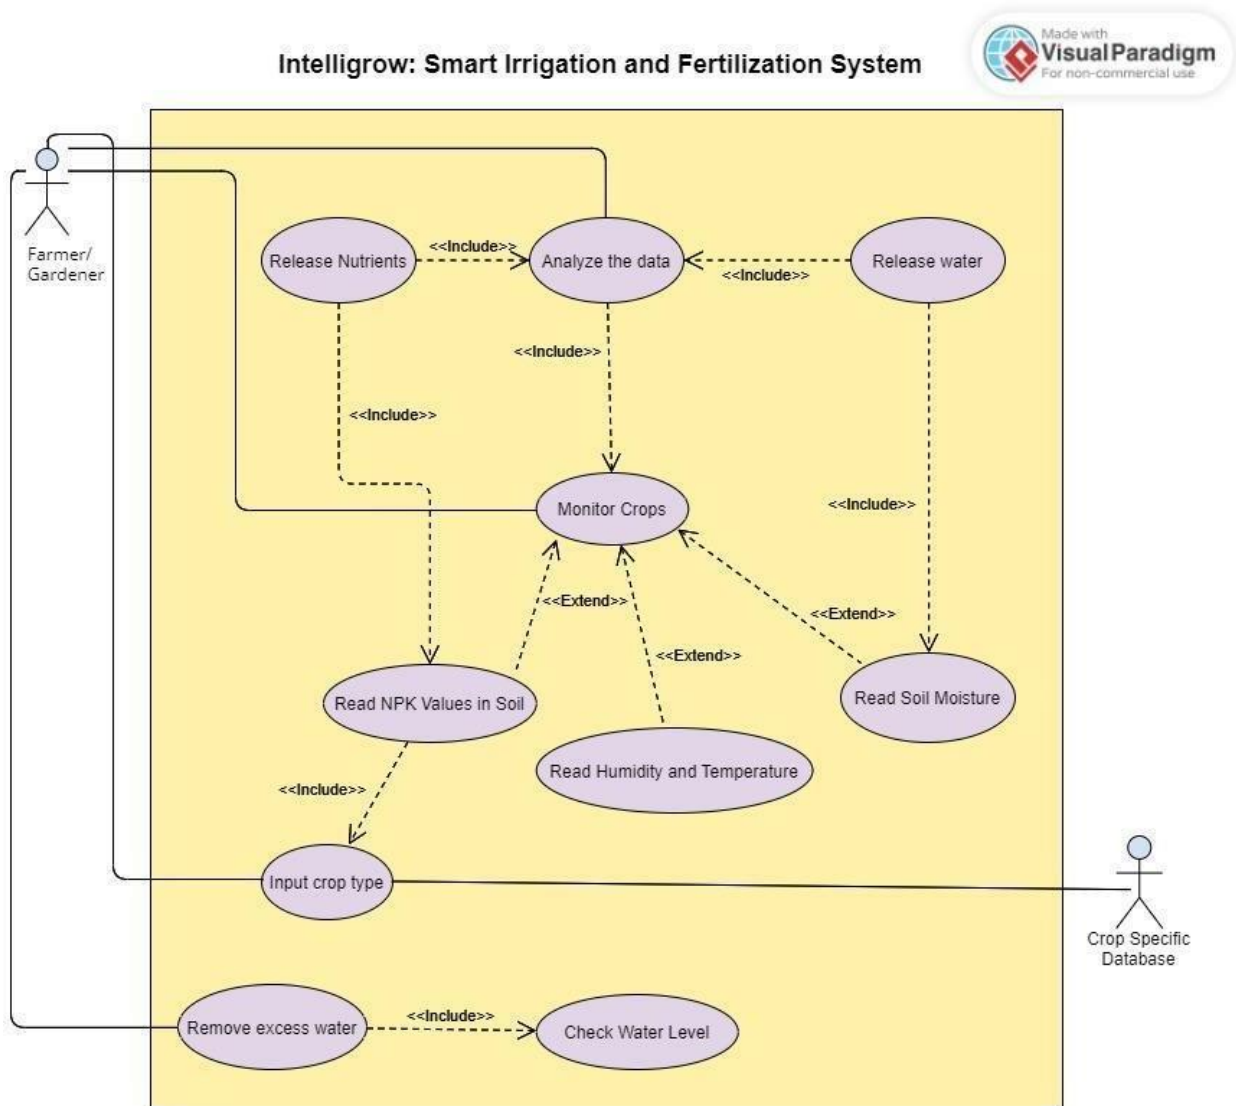 Made with
VisualParadigm
For non-commercial use
Intelligrow: Smart Irrigation and Fertilization System
Farmer/
Gardener
Release Nutrients
<<Include>>
Analyze the data
<<Include>>
Release water
<<Include>>
<<Include>>
<<Include>>
Monitor Crops
<<Extend>>
<<Extend>>
<<Extend>>
Read NPK Values in Soil
Read Soil Moisture
Read Humidity and Temperature
<<Include>>
Input crop type
Crop Specific
Database
Remove excess water
<<Include>>
Check Water Level